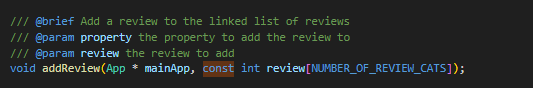 /// @brief Add a review to the linked list of reviews
/// @param property the property to add the review to
/// @param review the review to add
void addReview(App * mainApp, const int review[NUMBER_OF_REVIEW_CATS]);